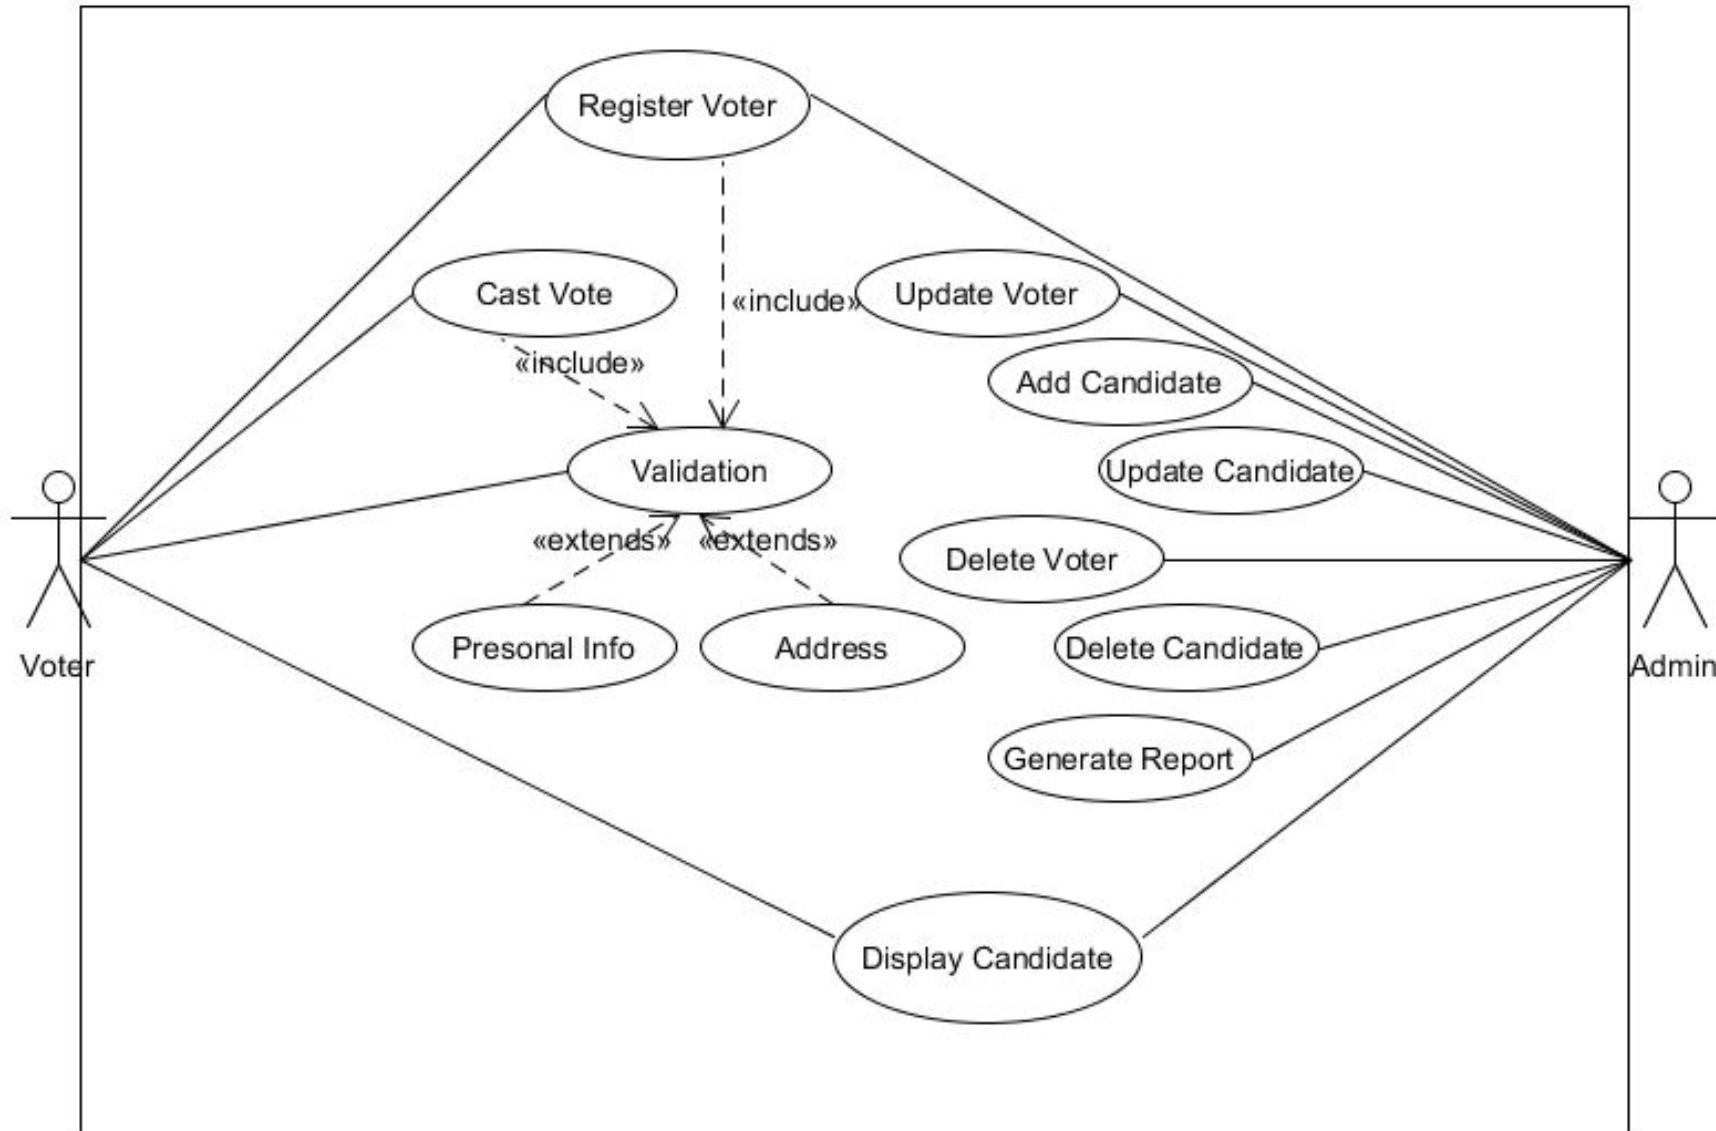 Register Voter
Cast Vote
«include»
Update Voter
«include»
Add Candidate
Validation
Update Candidate
«extends»
«extends»
Delete Voter
Presonal Info
Address
Delete Candidate
Voter
Admin
Generate Report
Display Candidate